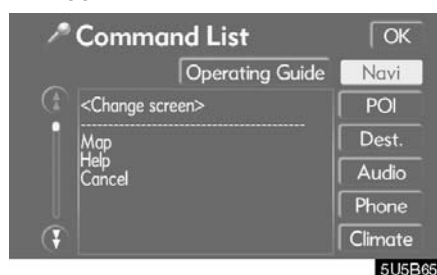 Command List
OK
Operating Guide
Navi
<Change screen>
POI
Map
Dest.
Help
Cancel
Audio
Phone
Climate
5U5B65